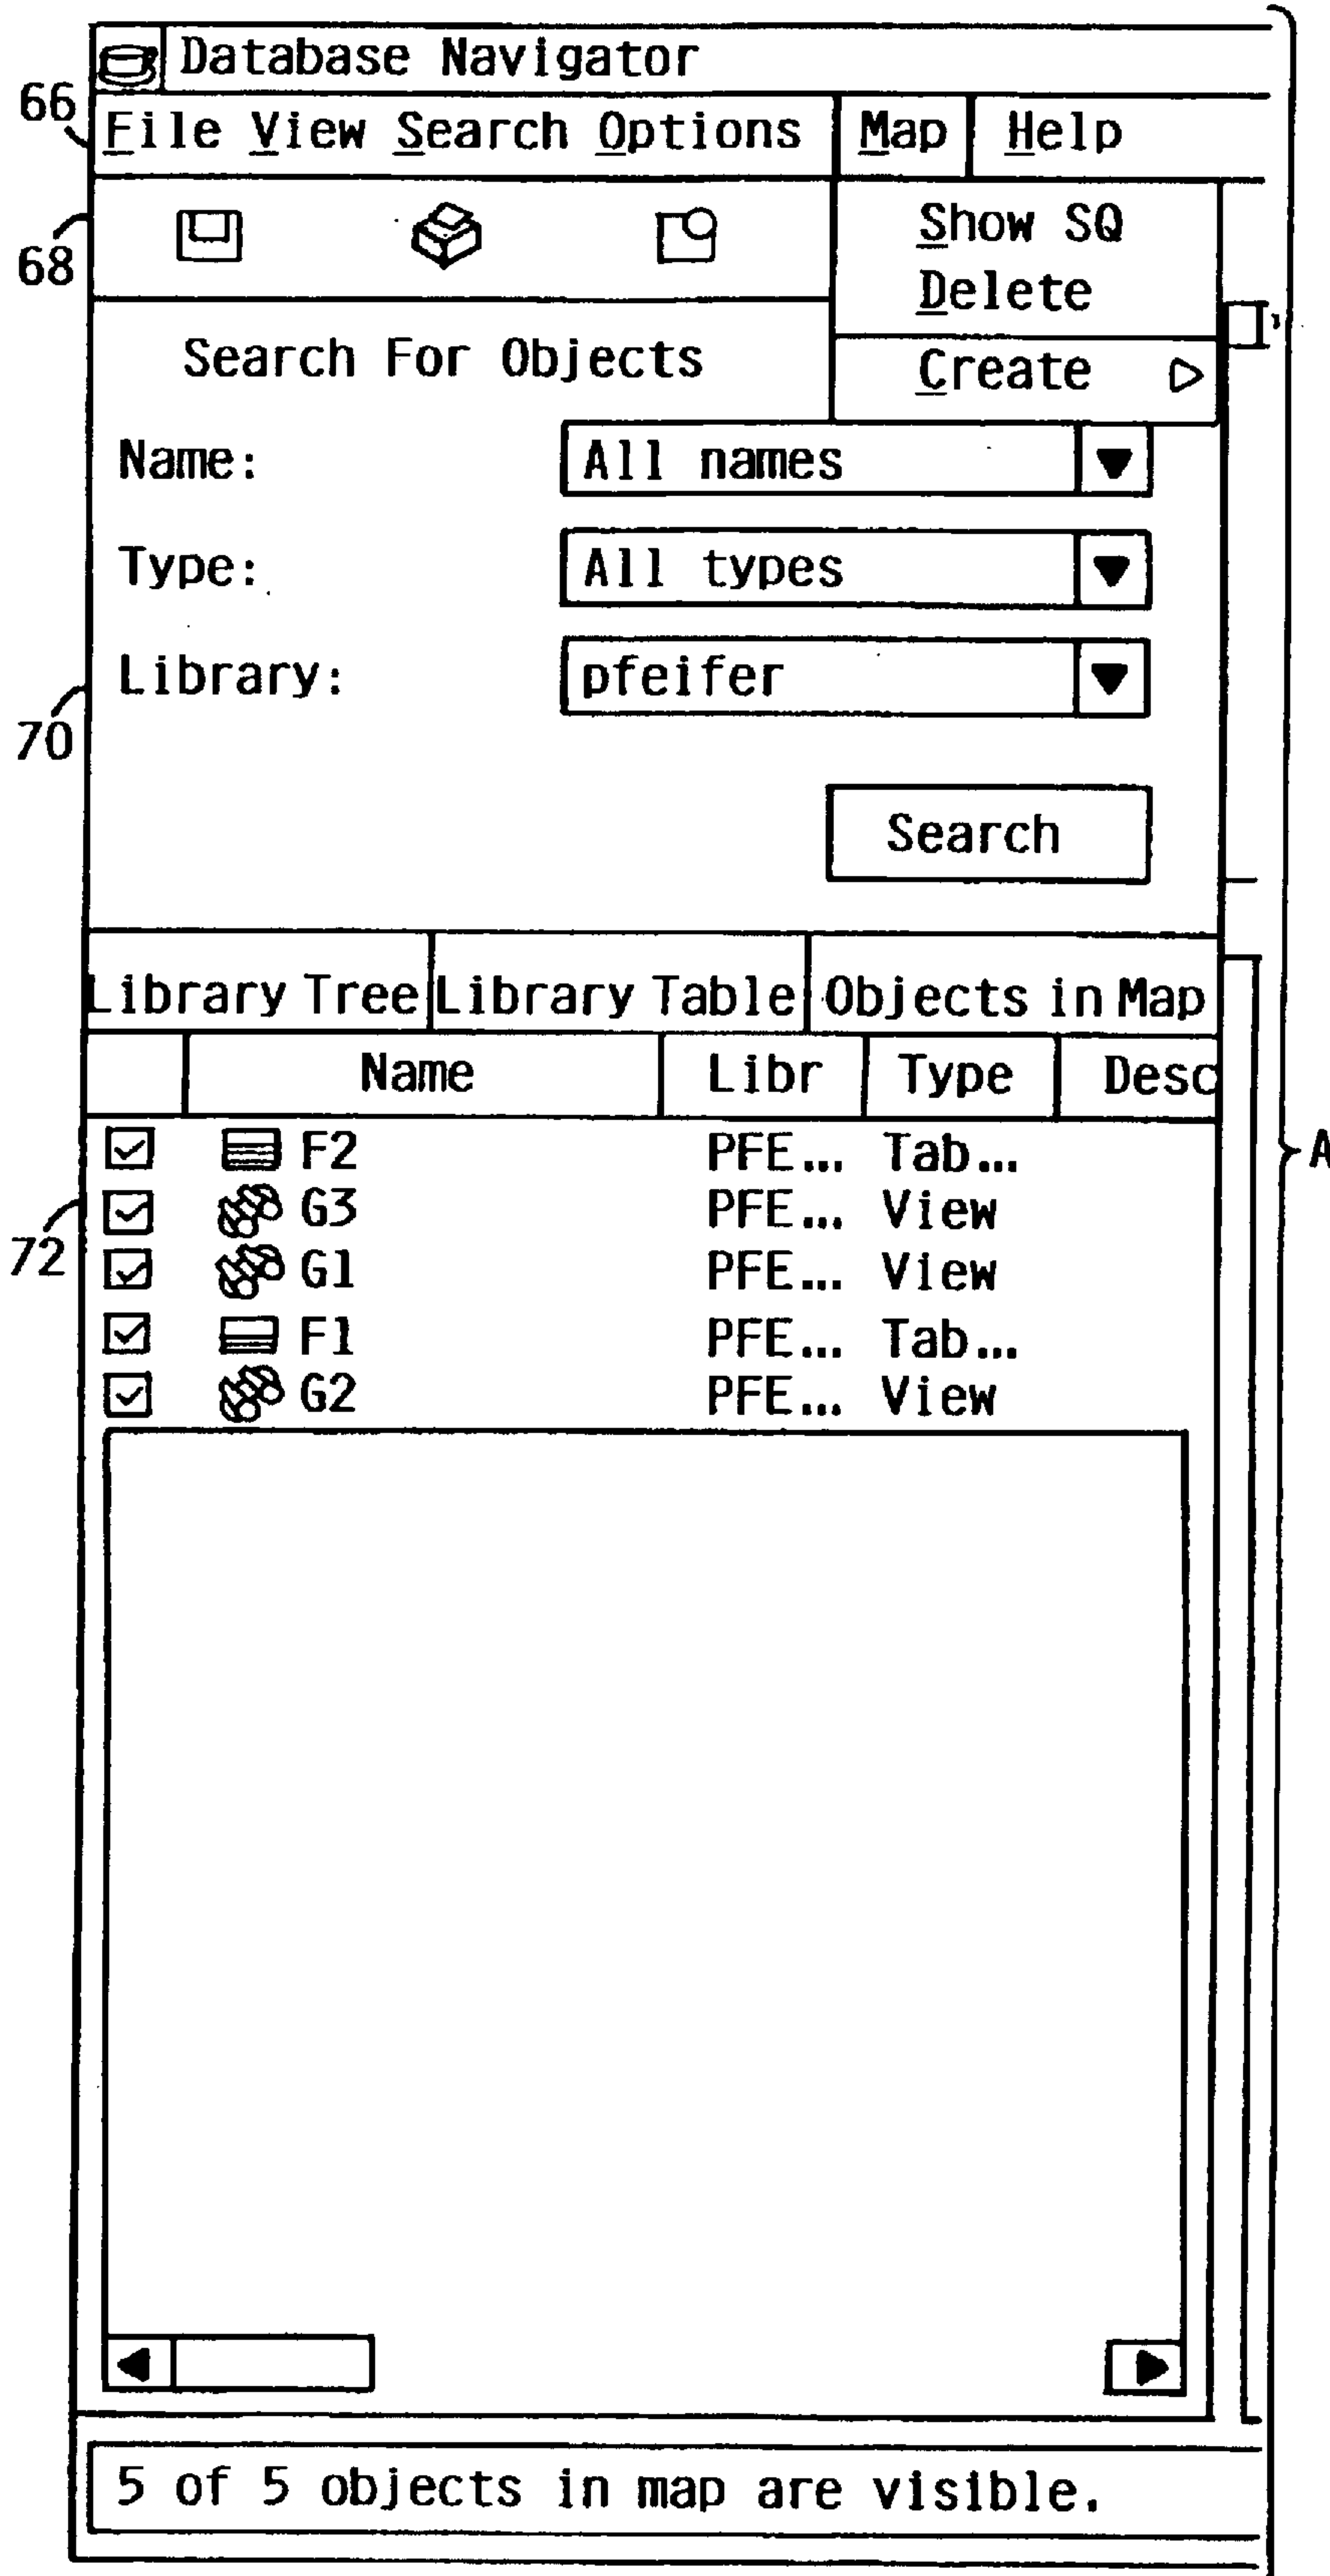 Database Navigator
66
File View Search Options Map Help
68
Show SQ
Delete
Create
Search For Objects
Name: All names
Type: All types
Library: pfeifer
70
Search
Library Tree Library Table Objects in Map
Name Libr Type Desc
F2 PFE... Tab...
A
G3 PFE... View
72
G1 PFE... View
F1 PFE... Tab...
G2 PFE... View
5 of 5 objects in map are visible.